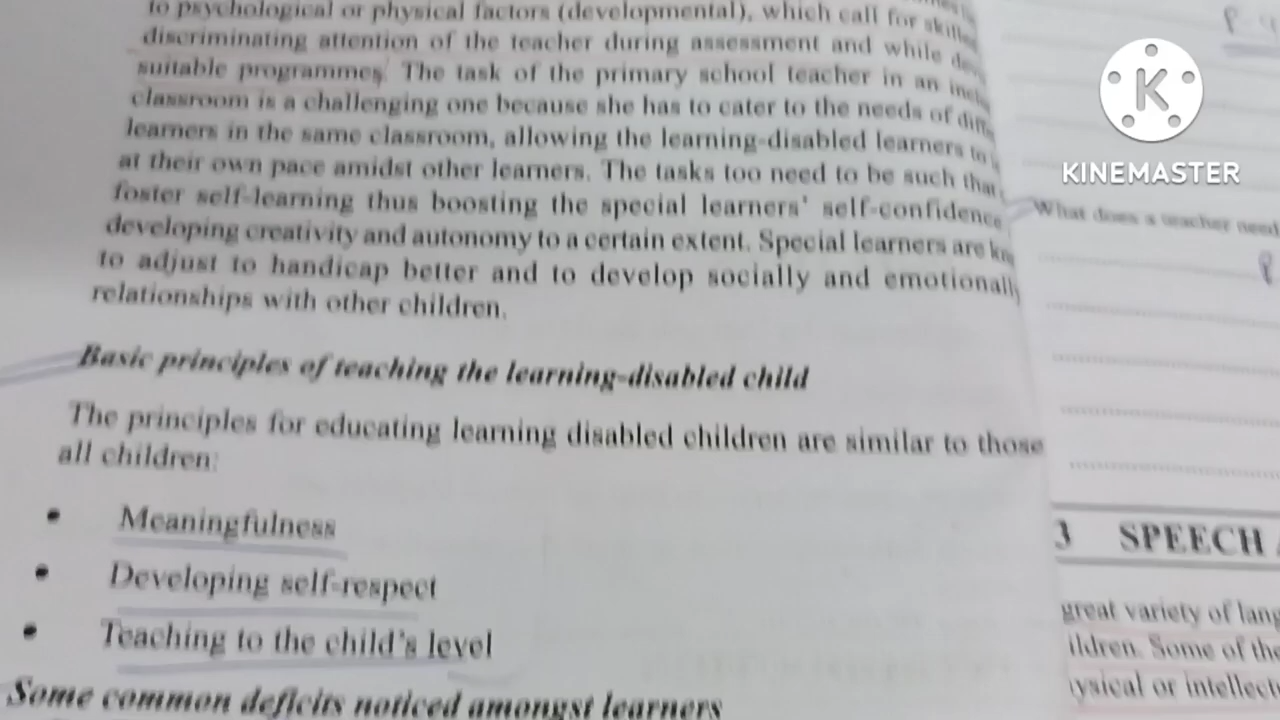 to psychological or physical factors (developmental), which call for
discriminating attention of the teacher during assessment and while
suitable programmes. The task of the primary school teacher in an
classroom is a challenging one because she has to cater to the needs of
learners in the same classroom, allowing the learning-disabled learners to
at their own pace amidst other learners. The tasks too need to be such that
foster self-learning thus boosting the special learners' self-confidence
developing creativity and autonomy to a certain extent. Special learners are
to adjust to handicap better and to develop socially and emotionally
relationships with other children.
Basic principles of teaching the learning-disabled child
The principles for educating learning disabled children are similar to those
all children:
• Meaningfulness
• Developing self-respect
• Teaching to the child's level
Some common deficits noticed amongst learners
K
KINEMASTER
What does a teacher need
3 SPEECH
great variety of lang
ildren. Some of the
ysical or intellect